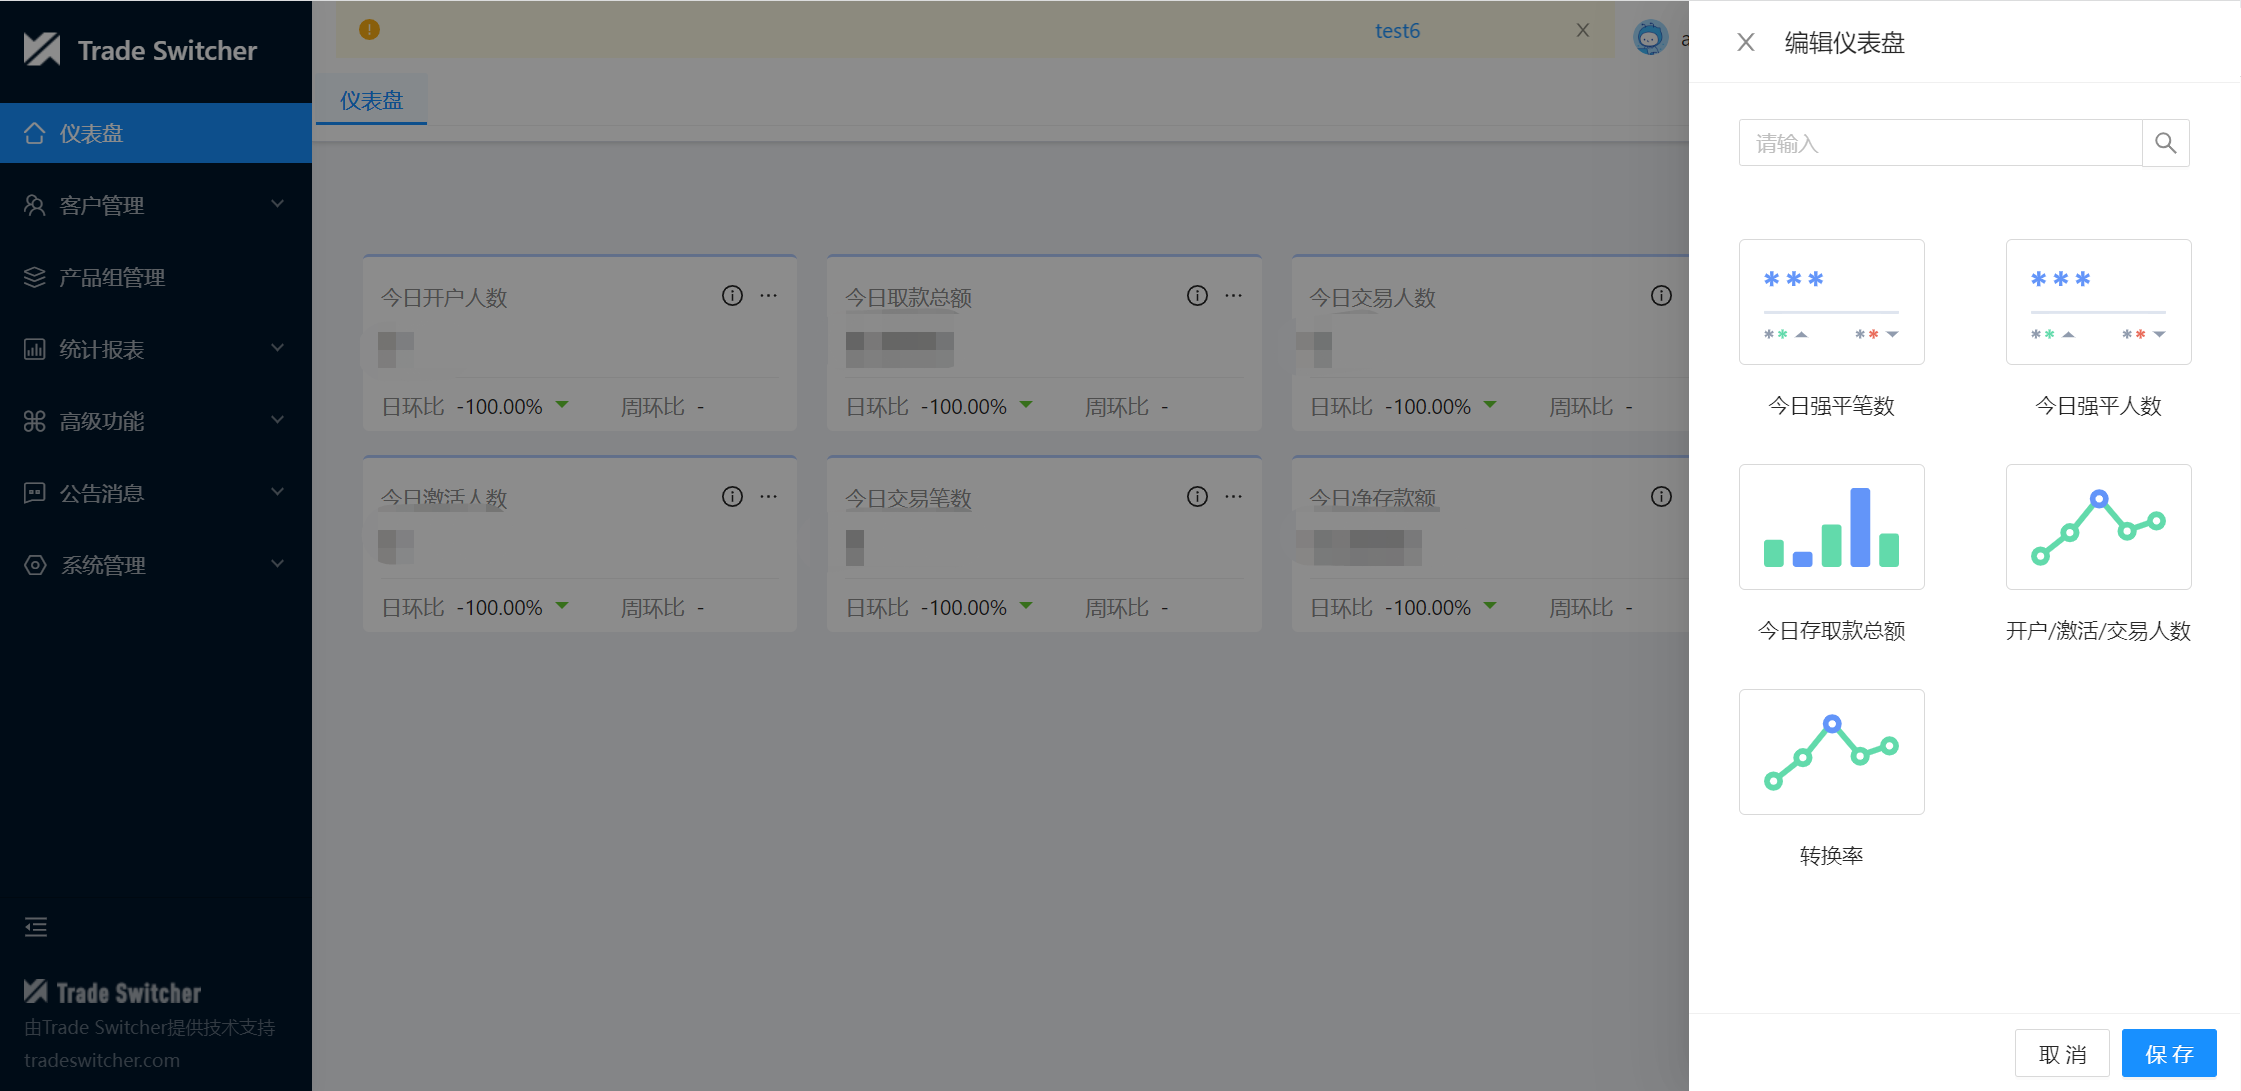 Trade Switcher
仪表盘
客户管理
产品组管理
统计报表
高级功能
公告消息
系统管理
Trade Switcher
由Trade Switcher提供技术支持
tradeswitcher.com
test6
a
仪表盘
今日开户人数
日环比 -100.00% 周环比 -
今日取款总额
日环比 -100.00% 周环比 -
今日交易人数
日环比 -100.00% 周环比 -
今日激活人数
日环比 -100.00% 周环比 -
今日交易笔数
日环比 -100.00% 周环比 -
今日净存款额
日环比 -100.00% 周环比 -
编辑仪表盘
请输入
***
** **
今日强平笔数
***
** **
今日强平人数
今日存取款总额
开户/激活/交易人数
转换率
取 消
保 存